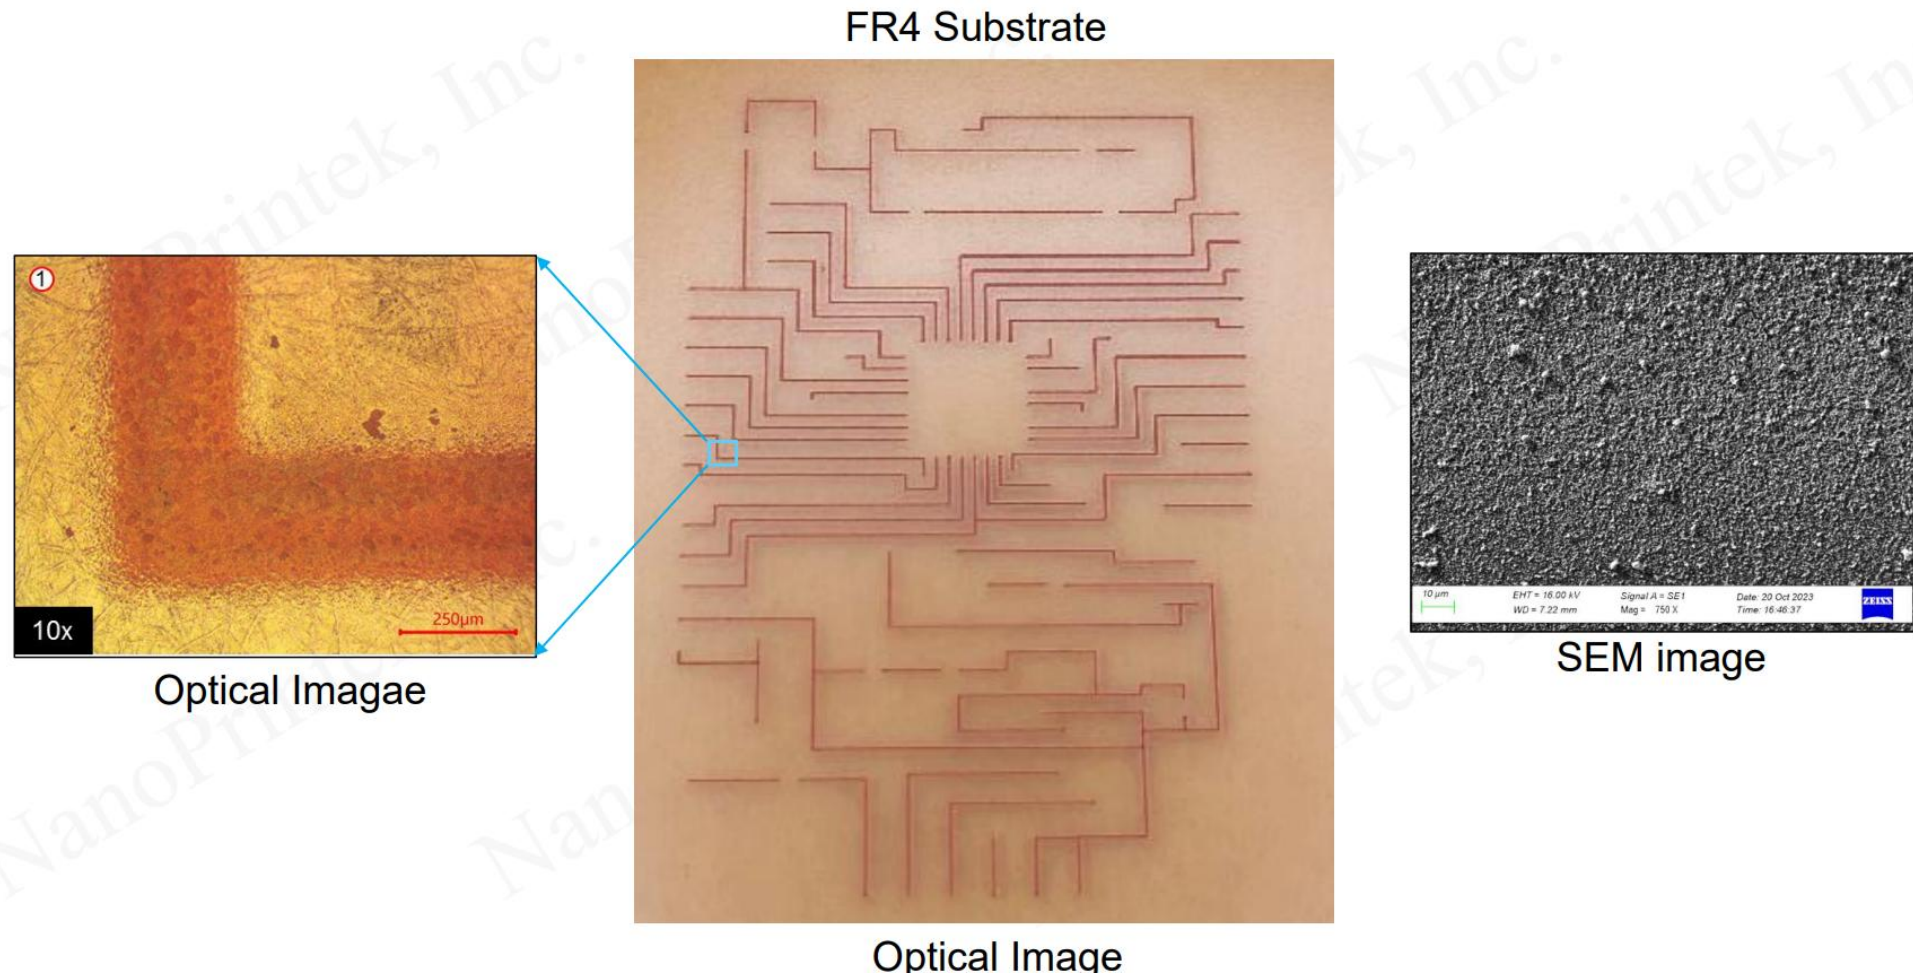 FR4 Substrate
1
10x
250µm
Optical Imagae
Optical Image
10 µm
EHT = 16.00 kV
WD = 7.22 mm
Signal A = SE1
Mag = 750 X
Date: 20 Oct 2023
Time: 16:46:37
ZEISS
SEM image
NanoPrintek, Inc.